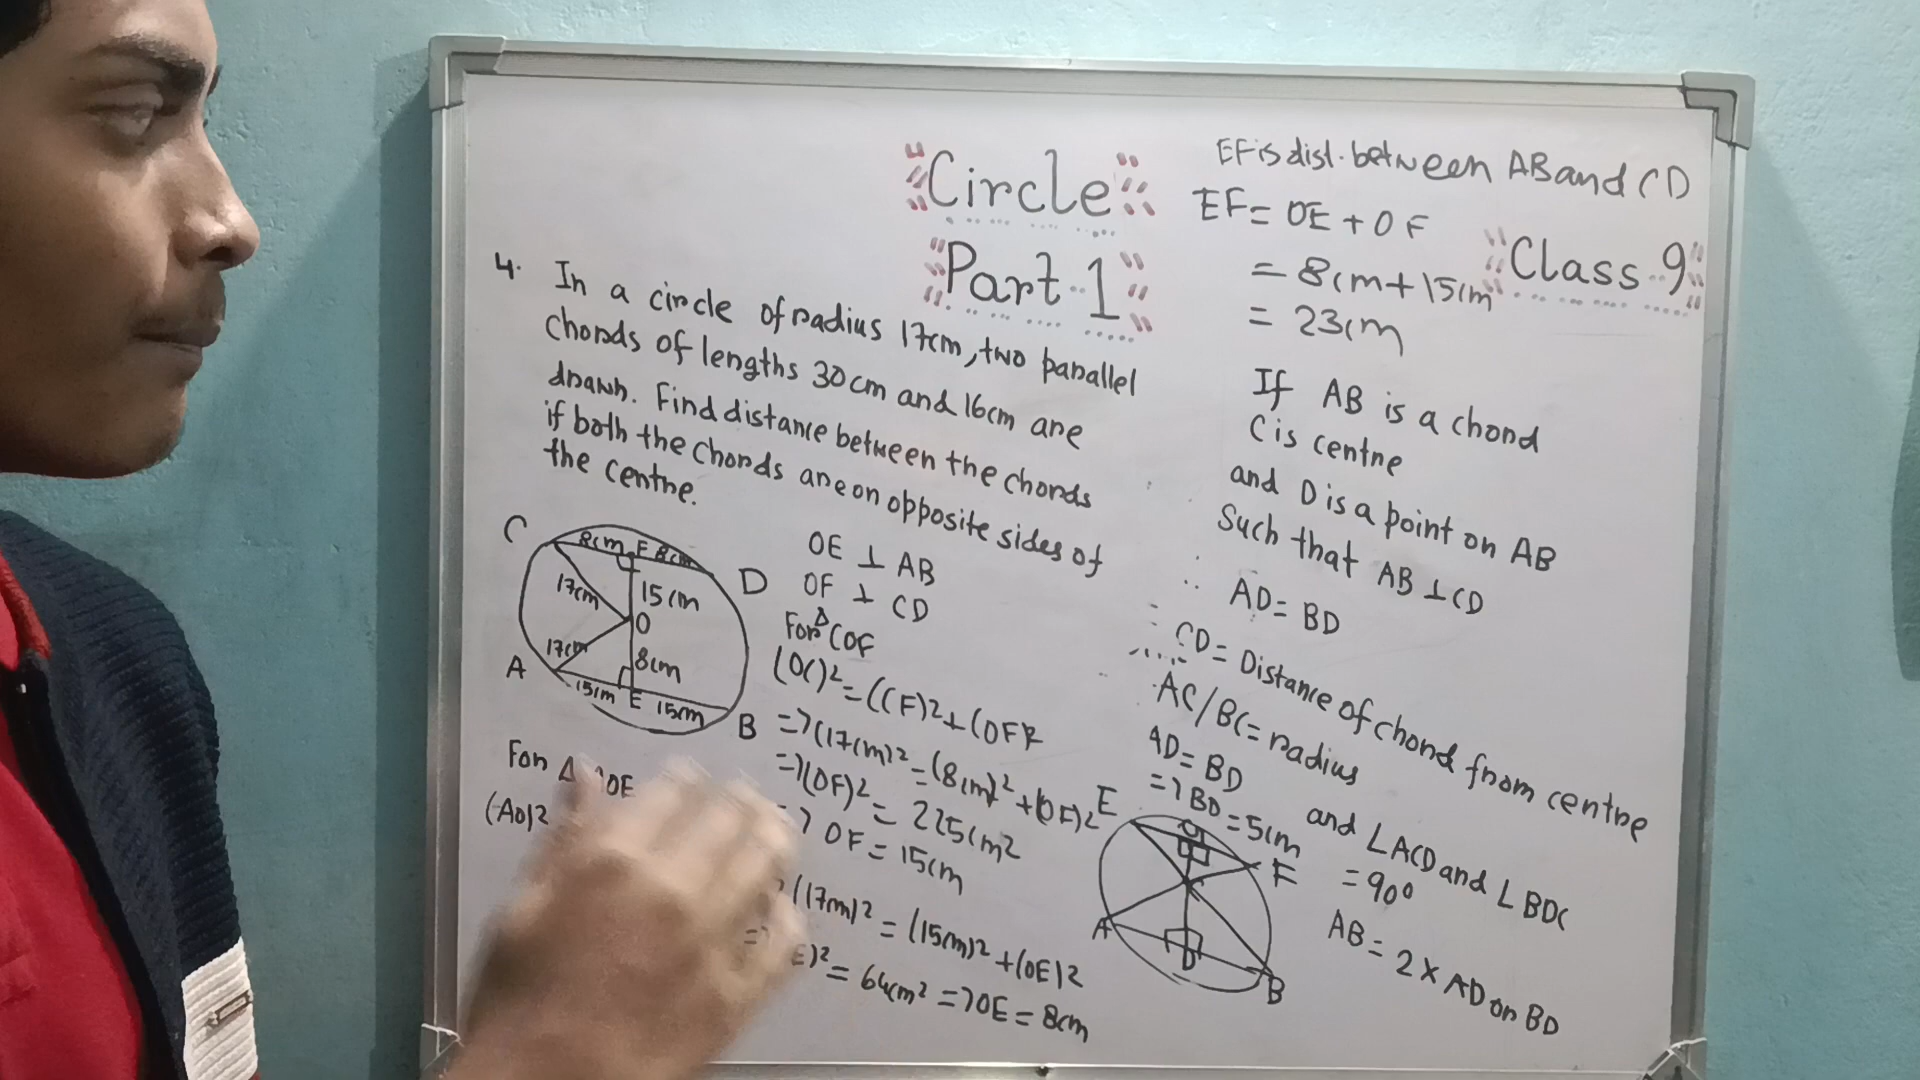 Circle
Part-1
Class 9
4. In a circle of radius 17cm, two parallel
chords of lengths 30cm and 16cm are
drawn. Find distance between the chords
if both the chords are on opposite sides of
the centre.
C
8cm F 8cm
D
17cm
15cm
O
17cm
8cm
A
15cm E 15cm
B
OE ⊥ AB
OF ⊥ CD
For Δ COF
(OC)² = (CF)² + (OF)²
=> (17cm)² = (8cm)² + (OF)²
=> (OF)² = 225cm²
=> OF = 15cm
For Δ OE
(AO)²
(17cm)² = (15cm)² + (OE)²
E)² = 64cm² => OE = 8cm
EF is dist. between AB and CD
EF = OE + OF
= 8cm + 15cm
= 23cm
If AB is a chord
C is centre
and D is a point on AB
Such that AB ⊥ CD
∴ AD = BD
CD = Distance of chord from centre
AC/BC = radius
AD = BD
=> BD = 5cm
and ∠ACD and ∠BDC
= 90°
AB = 2 × AD or BD
E
F
A
D
B